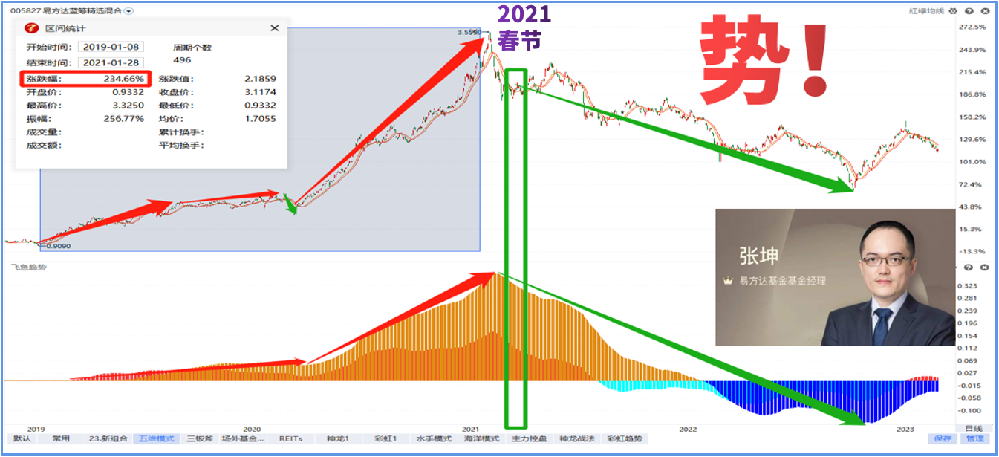 005827 易方达蓝筹精选混合
红绿均线
2021
春节
势！
区间统计
开始时间： 2019-01-08 周期个数
结束时间： 2021-01-28 496
涨跌幅： 234.66% 涨跌值： 2.1859
开盘价： 0.9332 收盘价： 3.1174
最高价： 3.3250 最低价： 0.9332
振幅： 256.77% 均价： 1.7055
成交量： 累计换手：
成交额： 平均换手：
3.5590
0.9090
272.5%
243.9%
215.4%
186.8%
158.2%
129.6%
101.0%
72.4%
43.8%
15.3%
-13.3%
张坤
易方达基金基金经理
飞鱼趋势
0.323
0.281
0.239
0.196
0.154
0.112
0.069
0.027
-0.015
-0.058
-0.100
2019 2020 2021 2022 2023 日线
默认 常用 23.新组合 五维模式 三板斧 场外基金... REITs 神龙1 彩虹1 水手模式 海洋模式 主力控盘 神龙战法 彩虹趋势 保存 管理